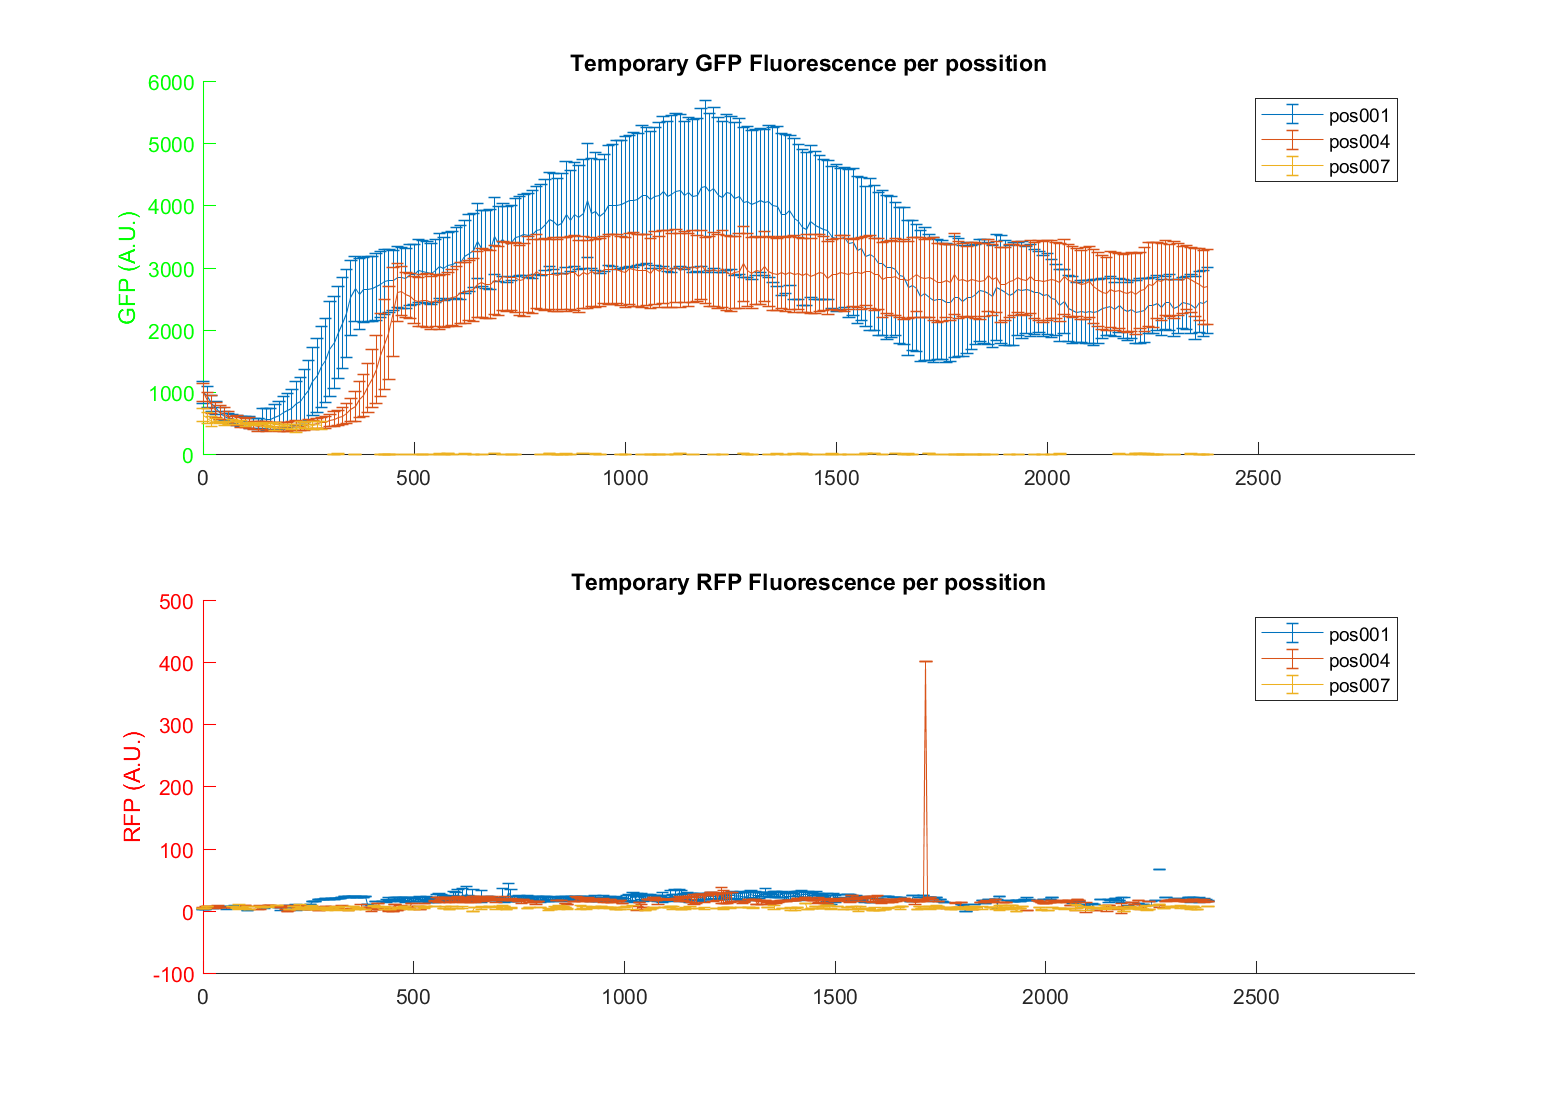 Temporary GFP Fluorescence per possition
6000
5000
4000
3000
2000
1000
0
GFP (A.U.)
0 500 1000 1500 2000 2500
pos001
pos004
pos007
Temporary RFP Fluorescence per possition
500
400
300
200
100
0
-100
RFP (A.U.)
0 500 1000 1500 2000 2500
pos001
pos004
pos007